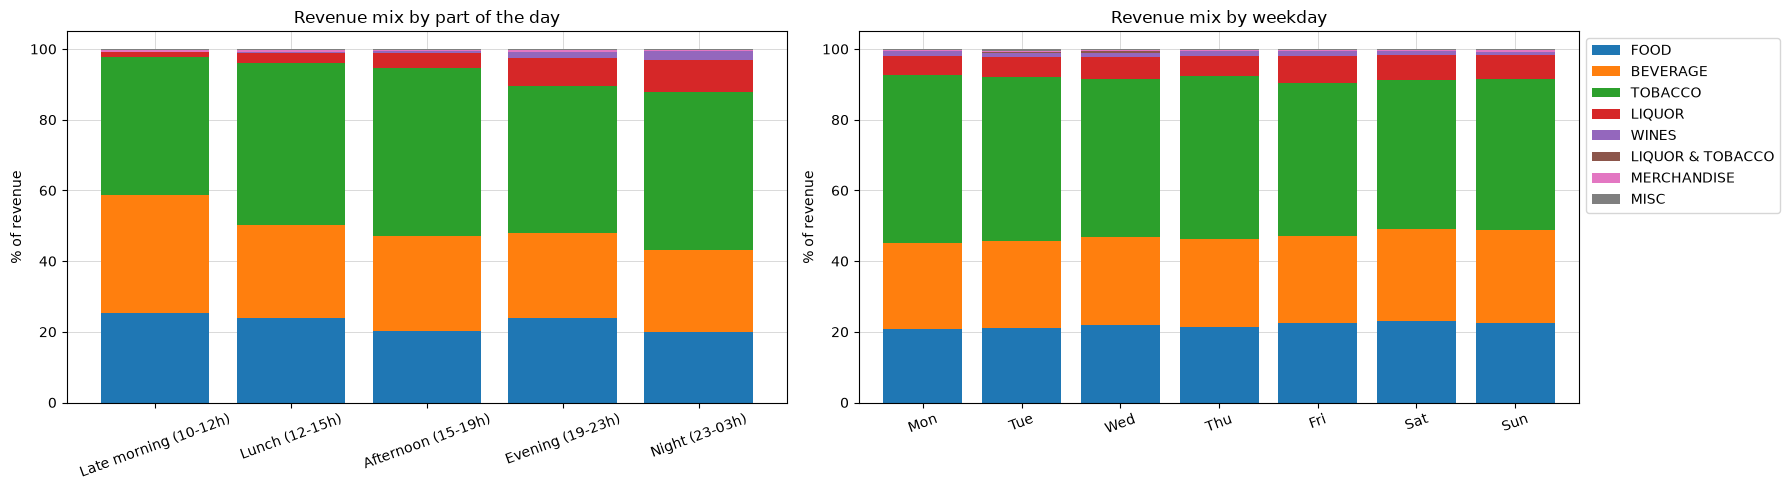 Revenue mix by part of the day
% of revenue
100
80
60
40
20
0
Late morning (10-12h)
Lunch (12-15h)
Afternoon (15-19h)
Evening (19-23h)
Night (23-03h)
Revenue mix by weekday
% of revenue
100
80
60
40
20
0
Mon
Tue
Wed
Thu
Fri
Sat
Sun
FOOD
BEVERAGE
TOBACCO
LIQUOR
WINES
LIQUOR & TOBACCO
MERCHANDISE
MISC